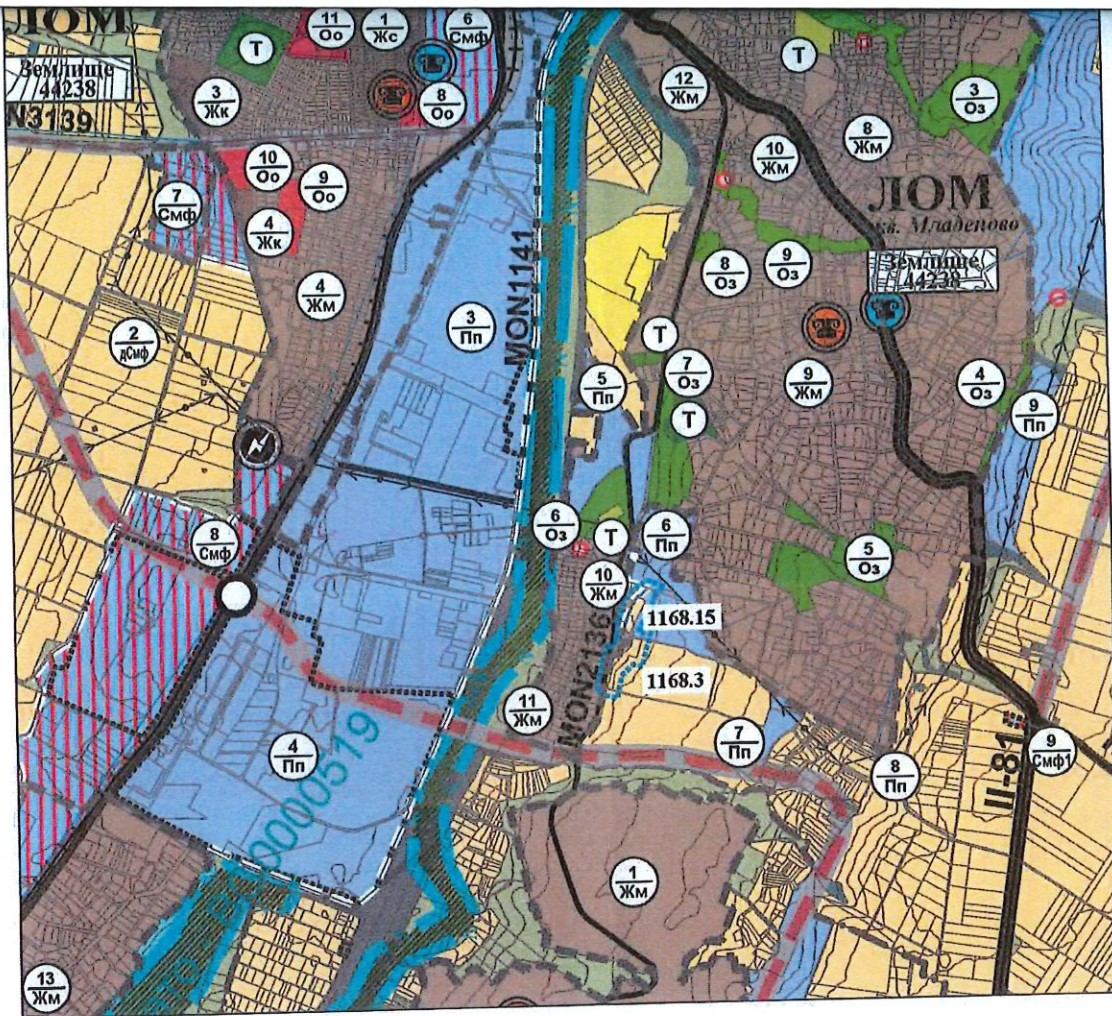 ЛОМ
Землище
44238
N3139
11
Оо
1
Жс
6
Смф
Т
3
Жк
8
Оо
12
Жм
Т
3
Оз
8
Жм
10
Жм
ЛОМ
кв. Младеново
Землище
44238
10
Оо
9
Оо
7
Смф
4
Жк
4
Жм
8
Оз
9
Оз
2
дСмф
3
Пп
MON1141
Т
7
Оз
5
Пп
Т
9
Жм
4
Оз
9
Пп
8
Смф
6
Оз
Т
6
Пп
5
Оз
10
Жм
1168.15
1168.3
MON2136
11
Жм
4
Пп
0000519
7
Пп
8
Пп
III-81
9
Смф1
1
Жм
13
Жм